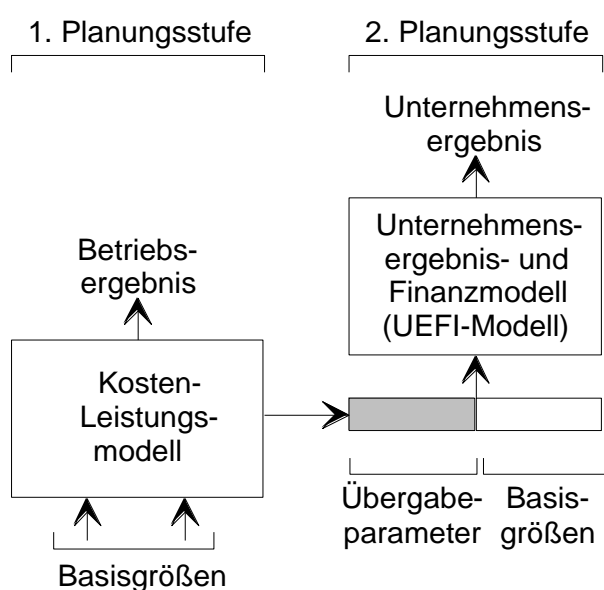 1. Planungsstufe
2. Planungsstufe
Unternehmens-
ergebnis
Unternehmens-
ergebnis- und
Finanzmodell
(UEFI-Modell)
Betriebs-
ergebnis
Kosten-
Leistungs-
modell
Übergabe-
parameter
Basis-
größen
Basisgrößen